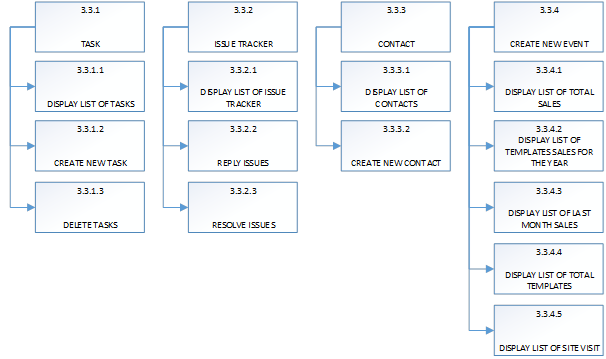 3.3.1
TASK
3.3.1.1
DISPLAY LIST OF TASKS
3.3.1.2
CREATE NEW TASK
3.3.1.3
DELETE TASKS
3.3.2
ISSUE TRACKER
3.3.2.1
DISPLAY LIST OF ISSUE
TRACKER
3.3.2.2
REPLY ISSUES
3.3.2.3
RESOLVE ISSUES
3.3.3
CONTACT
3.3.3.1
DISPLAY LIST OF
CONTACTS
3.3.3.2
CREATE NEW CONTACT
3.3.4
CREATE NEW EVENT
3.3.4.1
DISPLAY LIST OF TOTAL
SALES
3.3.4.2
DISPLAY LIST OF
TEMPLATES SALES FOR
THE YEAR
3.3.4.3
DISPLAY LIST OF LAST
MONTH SALES
3.3.4.4
DISPLAY LIST OF TOTAL
TEMPLATES
3.3.4.5
DISPLAY LIST OF SITE VISIT